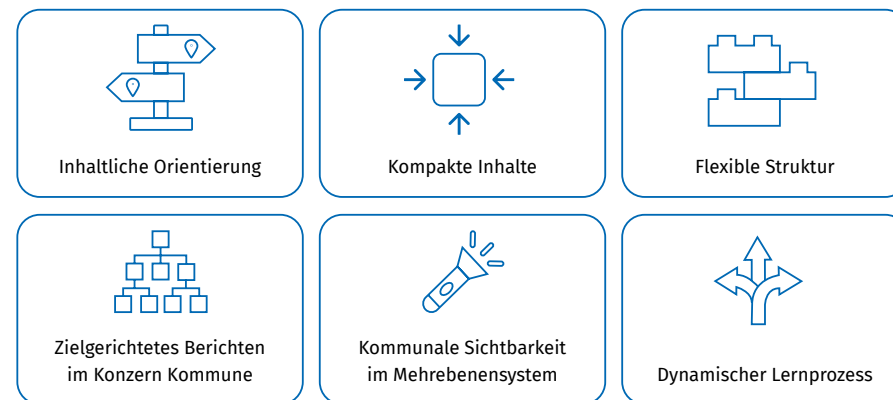 Inhaltliche Orientierung
Kompakte Inhalte
Flexible Struktur
Zielgerichtetes Berichten
im Konzern Kommune
Kommunale Sichtbarkeit
im Mehrebenensystem
Dynamischer Lernprozess